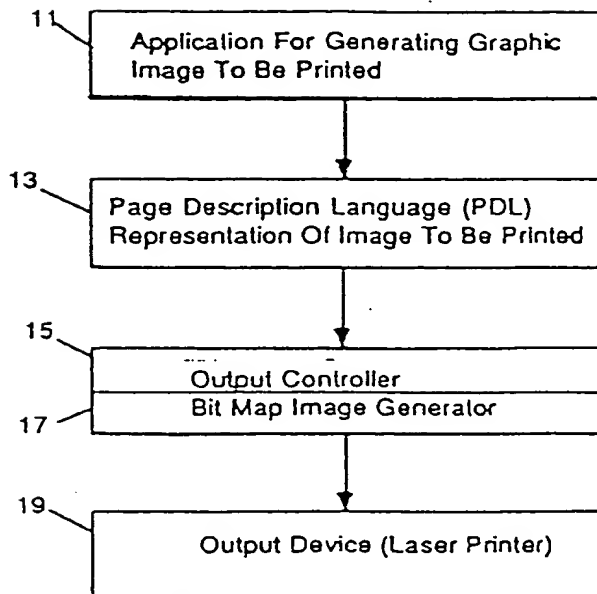 11
Application For Generating Graphic
Image To Be Printed
13
Page Description Language (PDL)
Representation Of Image To Be Printed
15
Output Controller
17
Bit Map Image Generator
19
Output Device (Laser Printer)